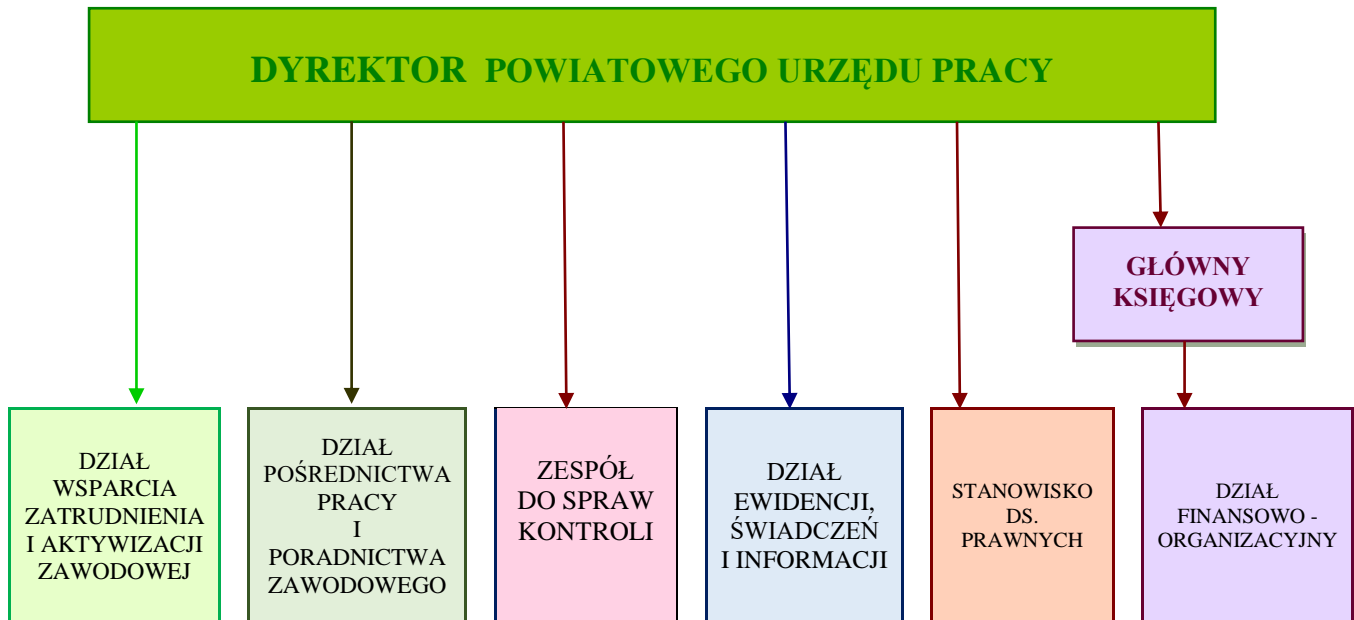 DYREKTOR POWIATOWEGO URZĘDU PRACY
GŁÓWNY
KSIĘGOWY
DZIAŁ
WSPARCIA
ZATRUDNIENIA
I AKTYWIZACJI
ZAWODOWEJ
DZIAŁ
POŚREDNICTWA
PRACY
I
PORADNICTWA
ZAWODOWEGO
ZESPÓŁ
DO SPRAW
KONTROLI
DZIAŁ
EWIDENCJI,
ŚWIADCZEŃ
I INFORMACJI
STANOWISKO
DS.
PRAWNYCH
DZIAŁ
FINANSOWO -
ORGANIZACYJNY